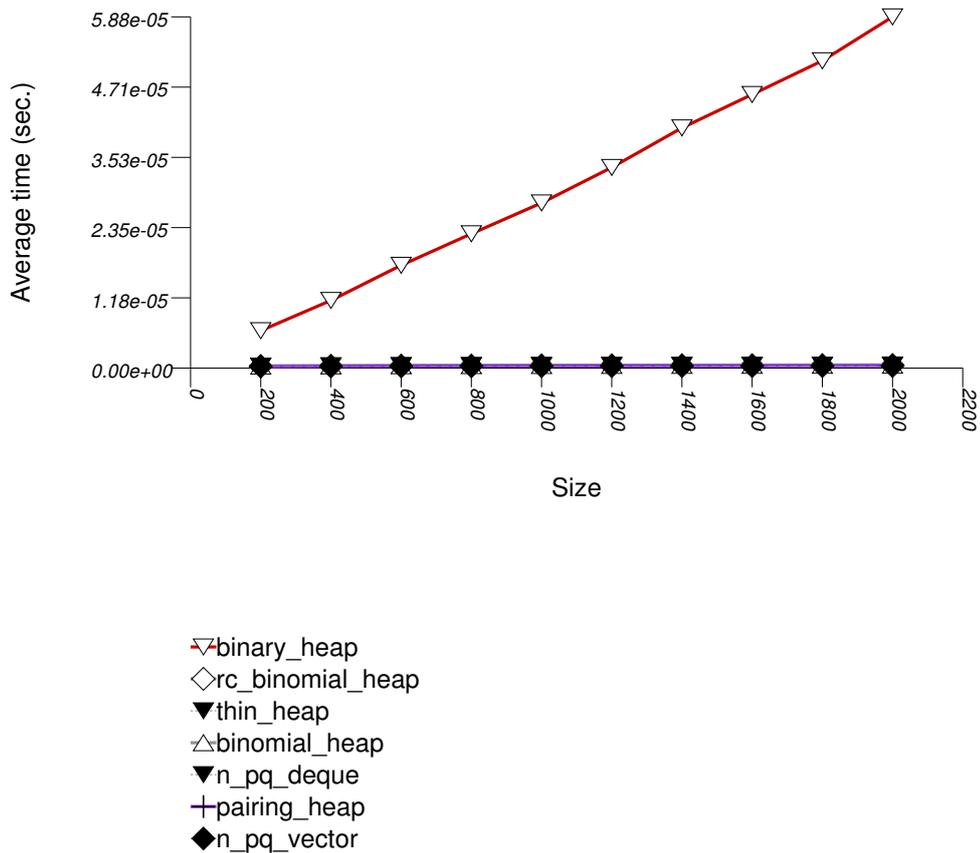 5.88e-05
4.71e-05
3.53e-05
2.35e-05
1.18e-05
0.00e+00
Average time (sec.)
0
200
400
600
800
1000
1200
1400
1600
1800
2000
2200
Size
binary_heap
rc_binomial_heap
thin_heap
binomial_heap
n_pq_deque
pairing_heap
n_pq_vector